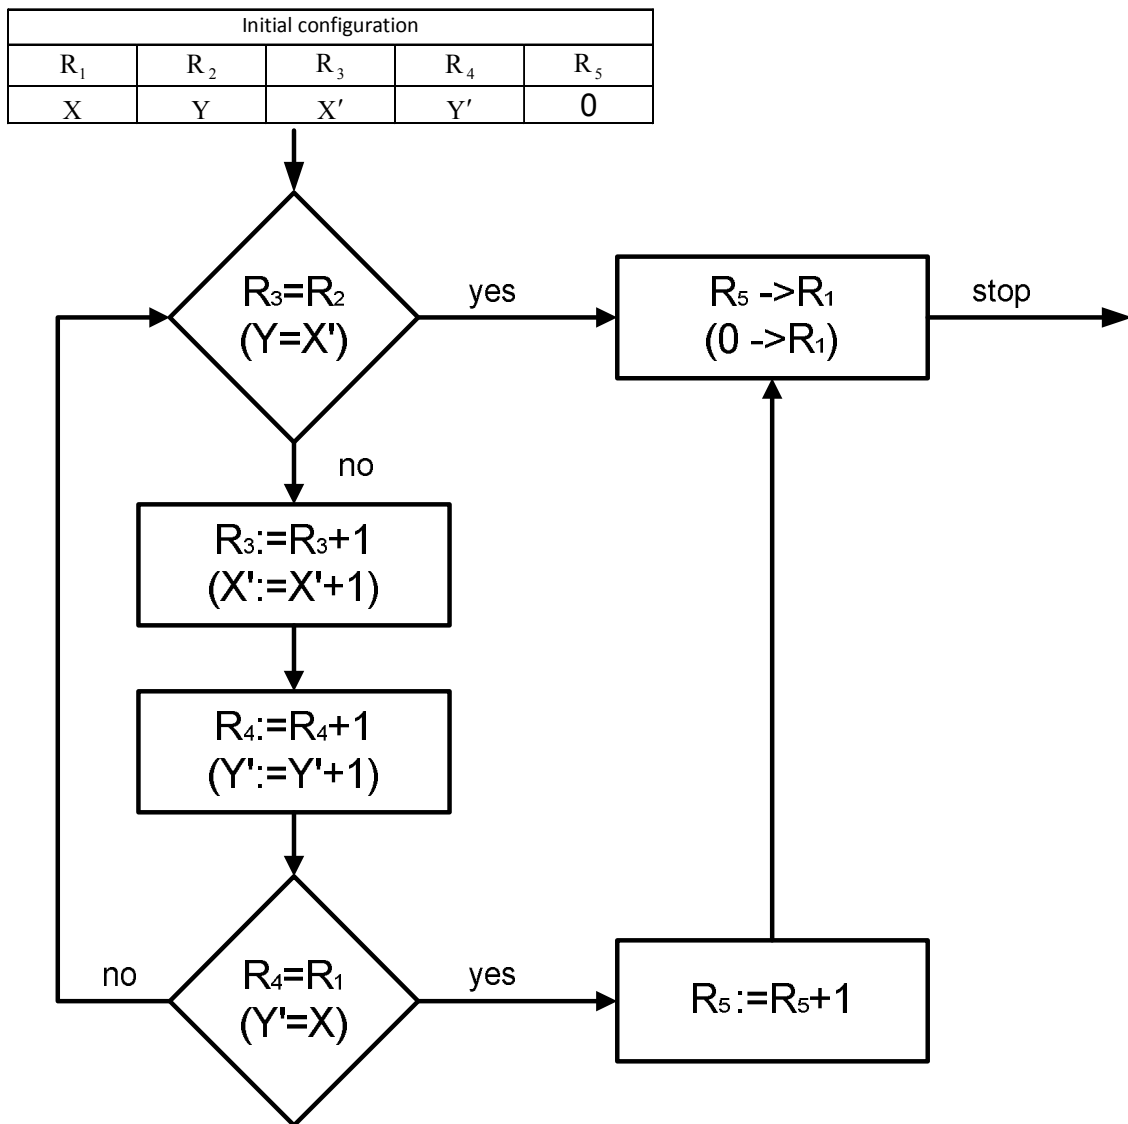 Initial configuration
R₁ R₂ R₃ R₄ R₅
X Y X′ Y′ 0
R₃=R₂
(Y=X')
yes
R₅ ->R₁
(0 ->R₁)
stop
no
R₃:=R₃+1
(X':=X'+1)
R₄:=R₄+1
(Y':=Y'+1)
no
R₄=R₁
(Y'=X)
yes
R₅:=R₅+1